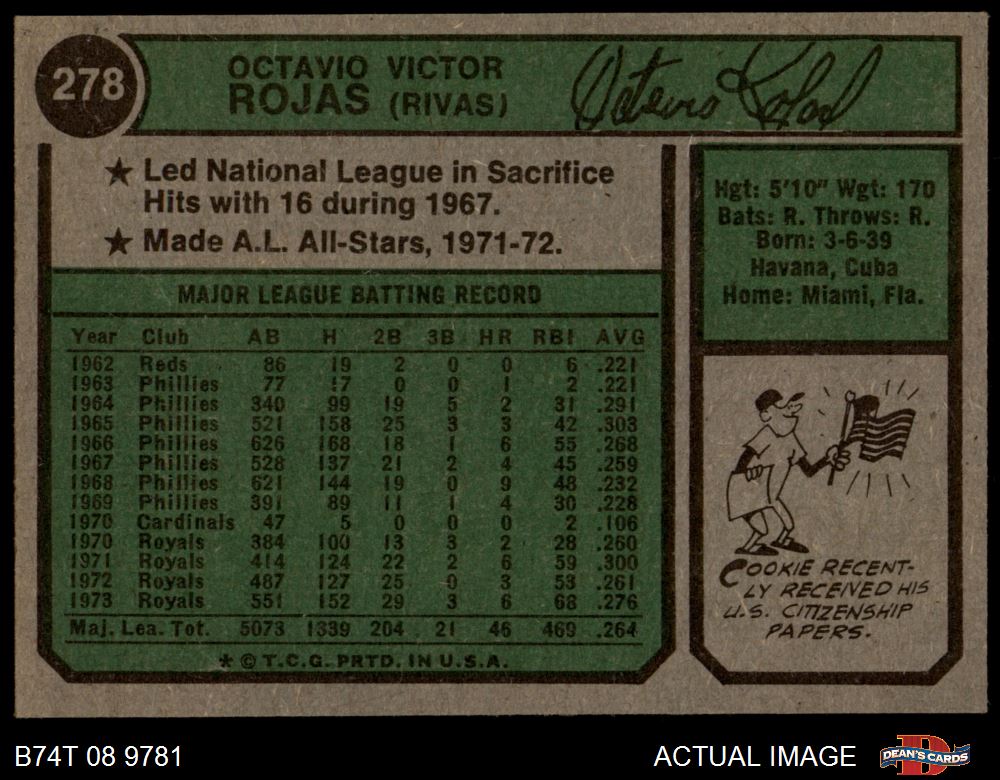 278
OCTAVIO VICTOR
ROJAS (RIVAS)
Octavio Rojas
★ Led National League in Sacrifice
Hits with 16 during 1967.
★ Made A.L. All-Stars, 1971-72.
Hgt: 5'10" Wgt: 170
Bats: R. Throws: R.
Born: 3-6-39
Havana, Cuba
Home: Miami, Fla.
MAJOR LEAGUE BATTING RECORD
Year Club AB H 2B 3B HR RBI AVG
1962 Reds 86 19 2 0 0 6 .221
1963 Phillies 77 17 0 0 1 2 .221
1964 Phillies 340 99 19 5 2 31 .291
1965 Phillies 521 158 25 3 3 42 .303
1966 Phillies 626 168 18 1 6 55 .268
1967 Phillies 528 137 21 2 4 45 .259
1968 Phillies 621 144 19 0 9 48 .232
1969 Phillies 391 89 11 1 4 30 .228
1970 Cardinals 47 5 0 0 0 2 .106
1970 Royals 384 100 13 3 2 28 .260
1971 Royals 414 124 22 2 6 59 .300
1972 Royals 487 127 25 0 3 53 .261
1973 Royals 551 152 29 3 6 68 .276
Maj. Lea. Tot. 5073 1339 204 21 46 469 .264
* © T.C.G. PRTD. IN U.S.A.
COOKIE RECENT-
LY RECEIVED HIS
U.S. CITIZENSHIP
PAPERS.
B74T 08 9781
ACTUAL IMAGE
DEAN'S CARDS